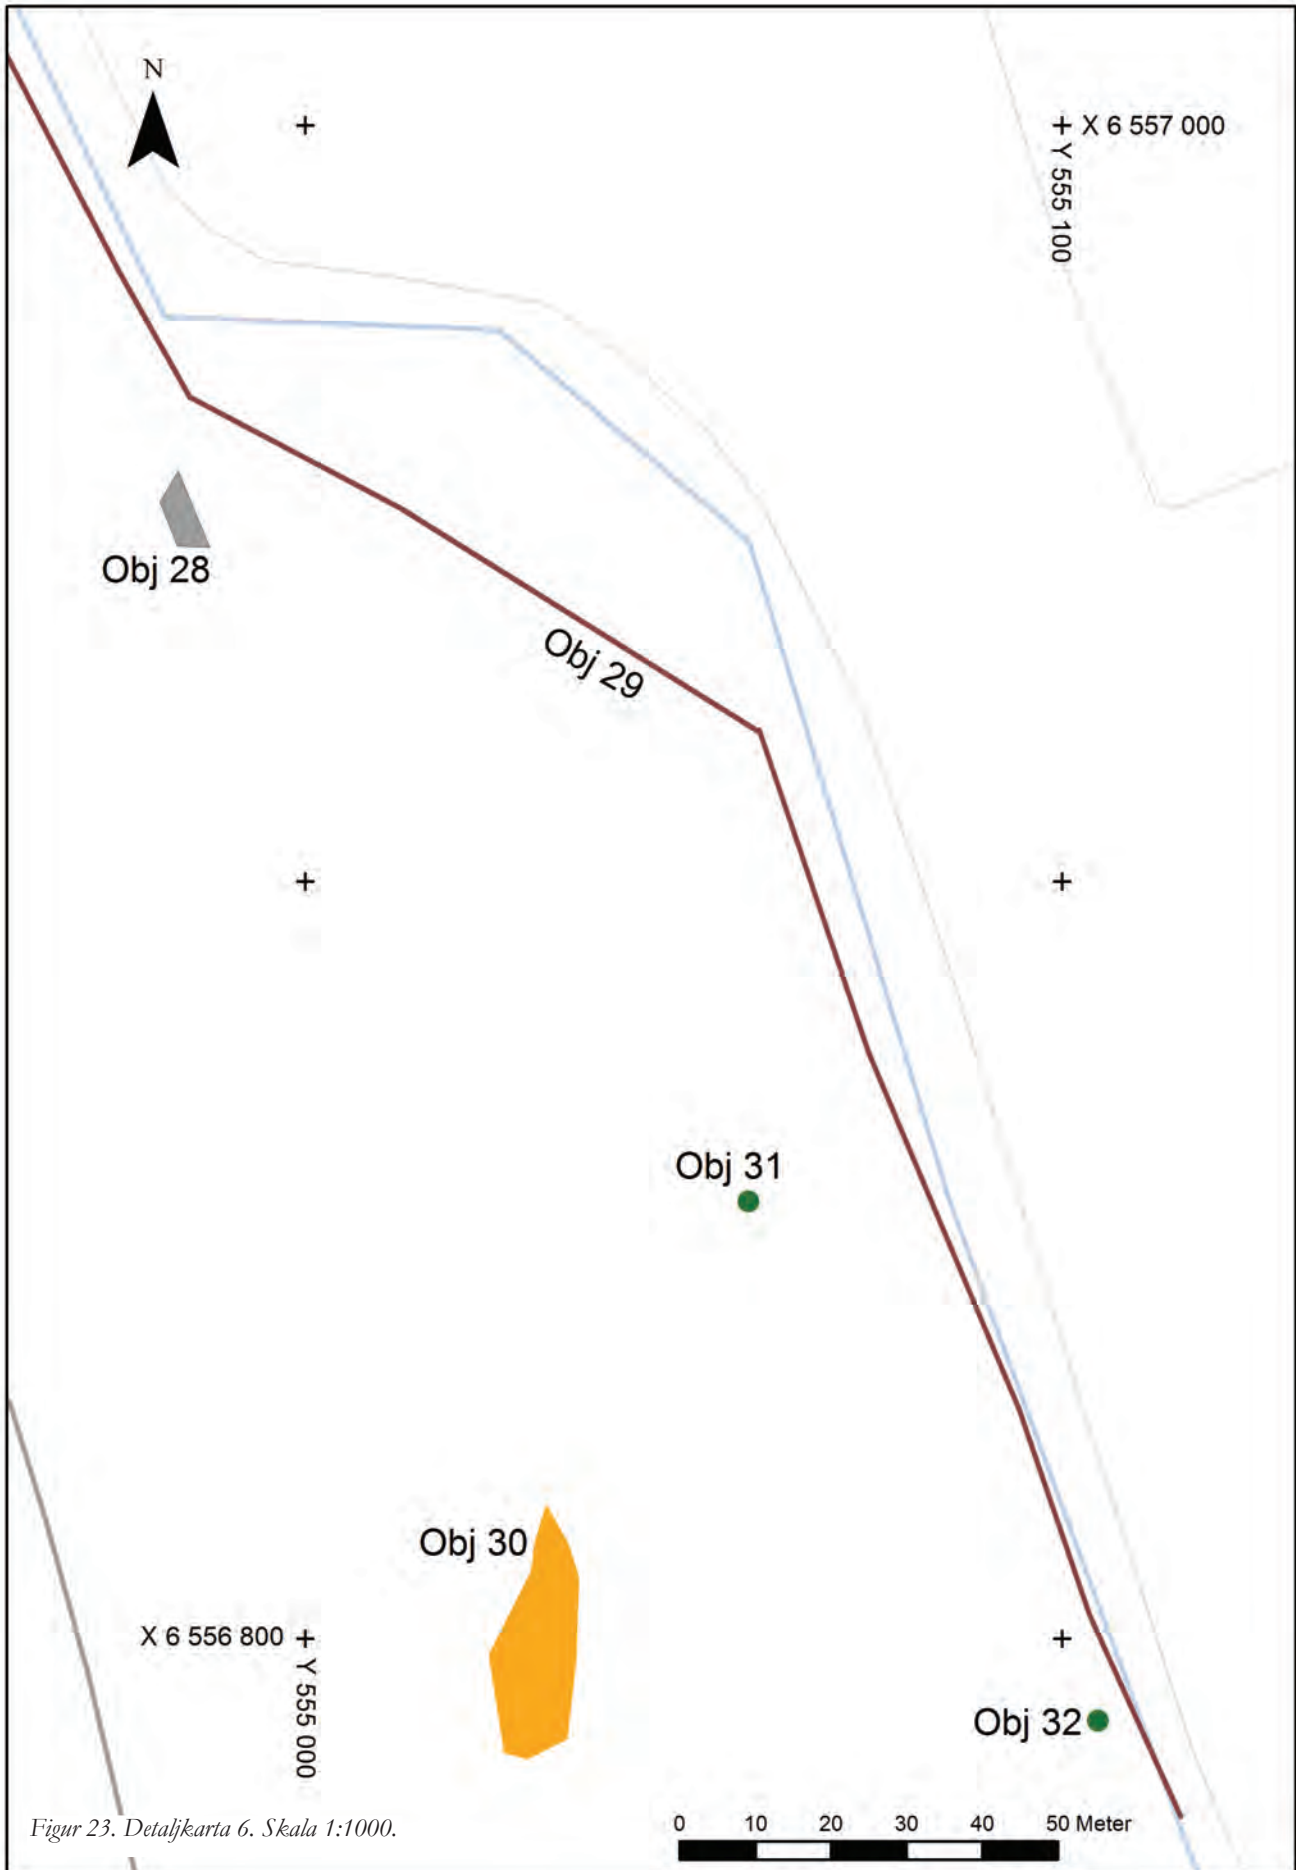 N
X 6 557 000
Y 555 100
Obj 28
Obj 29
Obj 31
Obj 30
X 6 556 800
Y 555 000
Obj 32
0 10 20 30 40 50 Meter
Figur 23. Detaljkarta 6. Skala 1:1000.